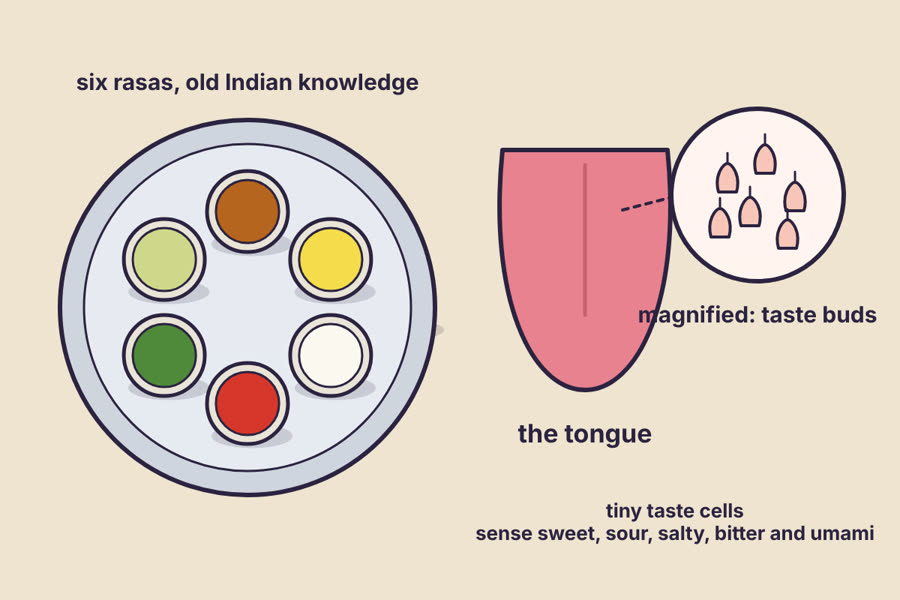 six rasas, old Indian knowledge
magnified: taste buds
the tongue
tiny taste cells
sense sweet, sour, salty, bitter and umami